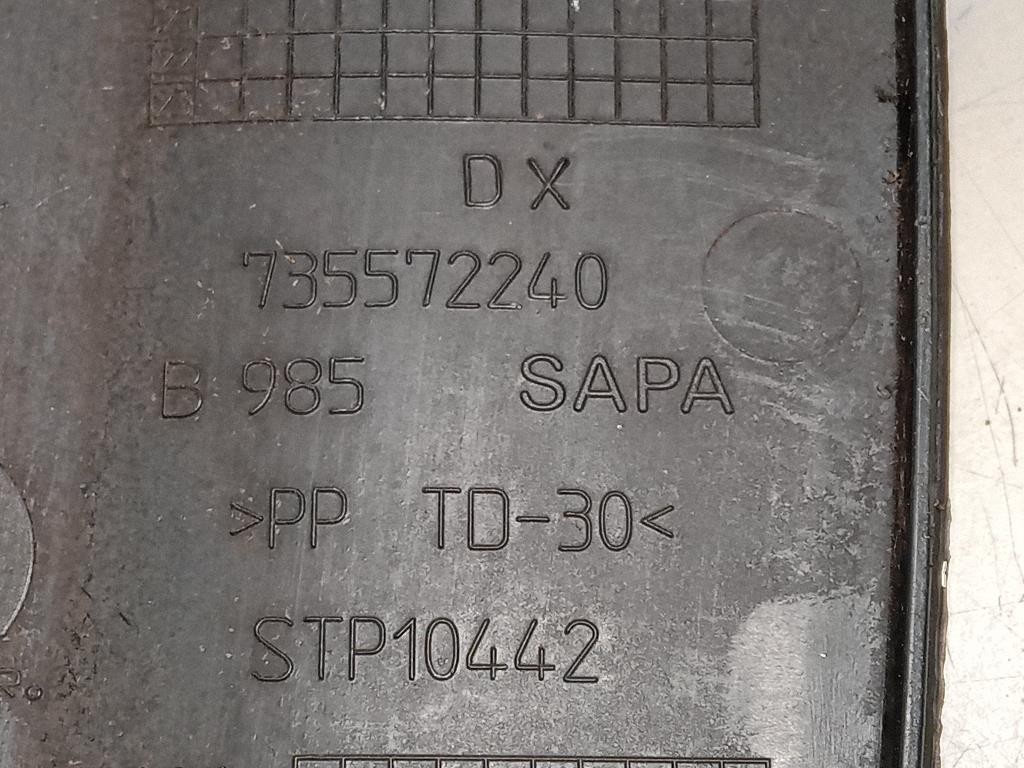 DX
735572240
B 985 SAPA
>PP TD-30<
STP10442